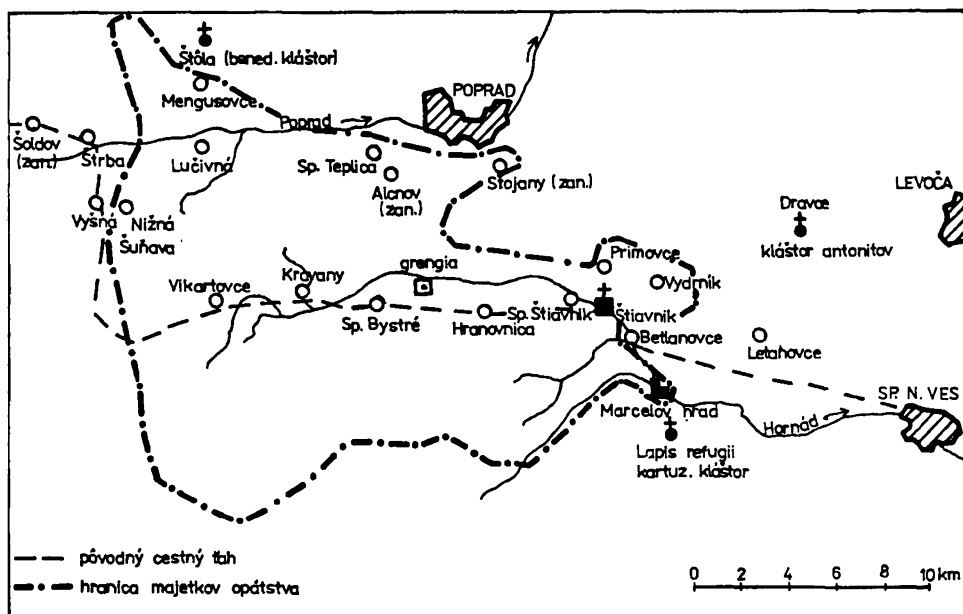 Štôla (bened. kláštor)
Mengusovce
POPRAD
Poprad
Šoldov
(zan.)
Štrba
Lučivná
Sp. Teplica
Alcnov
(zan.)
Stojany (zan.)
LEVOČA
Dravce
kláštor antonitov
Vyšná
Nižná
Šuňava
Primovce
Vydrník
grangia
Vikartovce
Kravany
Sp. Bystré
Hranovnica
Sp. Štiavnik
Štiavnik
Betlanovce
Letanovce
SP. N. VES
Marcelov hrad
Hornád
Lapis refugii
kartuz. kláštor
pôvodný cestný ťah
hranica majetkov opátstva
0 2 4 6 8 10 km